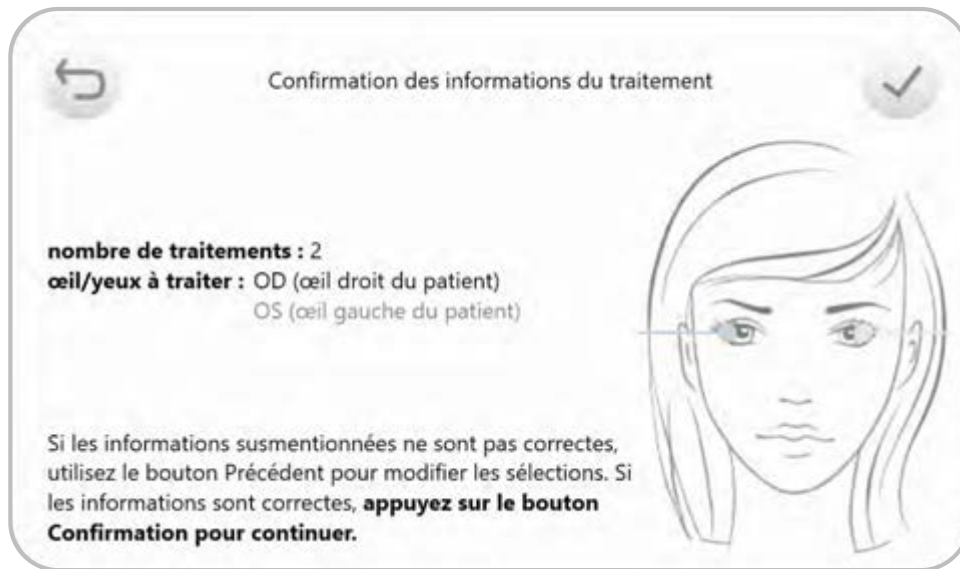 Confirmation des informations du traitement
nombre de traitements : 2
œil/yeux à traiter : OD (œil droit du patient)
OS (œil gauche du patient)
Si les informations susmentionnées ne sont pas correctes,
utilisez le bouton Précédent pour modifier les sélections. Si
les informations sont correctes, appuyez sur le bouton
Confirmation pour continuer.